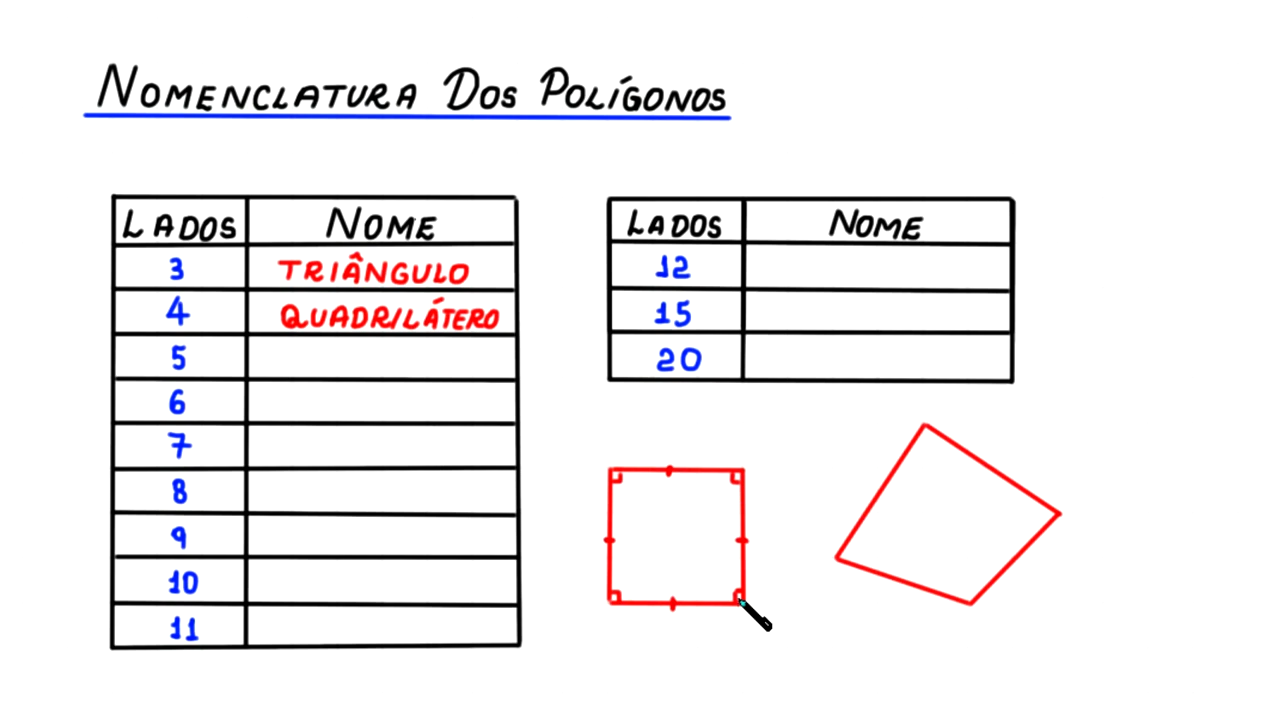 NOMENCLATURA DOS POLÍGONOS
LADOS NOME
3 TRIÂNGULO
4 QUADRILÁTERO
5
6
7
8
9
10
11
LADOS NOME
12
15
20